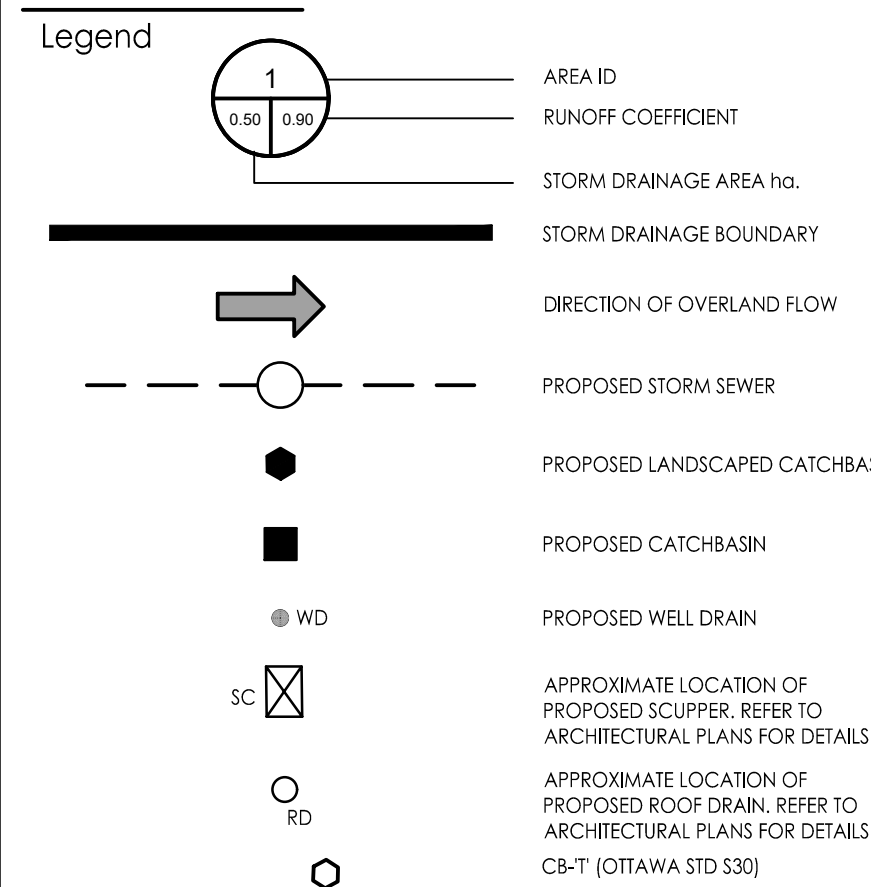 Legend
1
AREA ID
0.50 0.90
RUNOFF COEFFICIENT
STORM DRAINAGE AREA ha.
STORM DRAINAGE BOUNDARY
DIRECTION OF OVERLAND FLOW
PROPOSED STORM SEWER
PROPOSED LANDSCAPED
PROPOSED CATCHBASIN
WD
PROPOSED WELL DRAIN
SC
APPROXIMATE LOCATION OF
PROPOSED SCUPPER. REFER TO
ARCHITECTURAL PLANS FOR DETAILS
RD
APPROXIMATE LOCATION OF
PROPOSED ROOF DRAIN. REFER TO
ARCHITECTURAL PLANS FOR DETAILS
CB-'T' (OTTAWA STD S30)